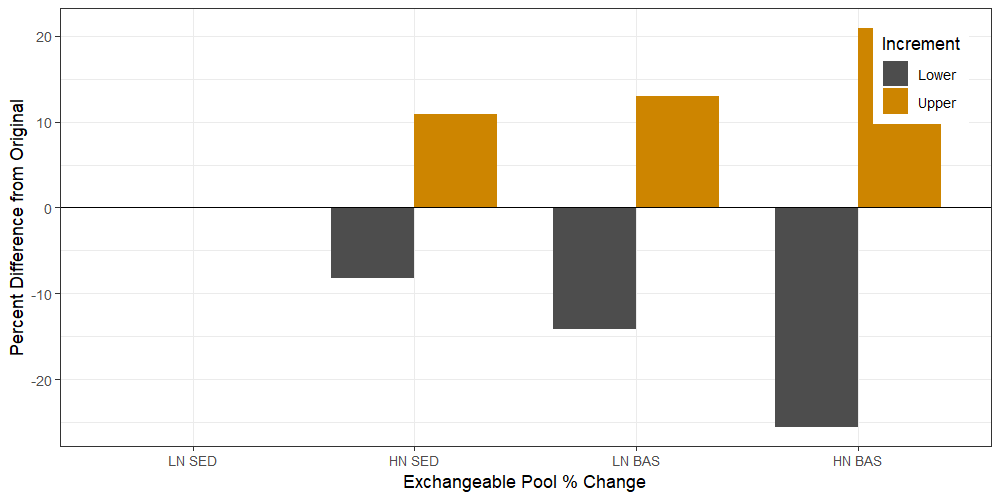 Increment
Lower
Upper
Percent Difference from Original
20
10
0
-10
-20
LN SED
HN SED
LN BAS
HN BAS
Exchangeable Pool % Change